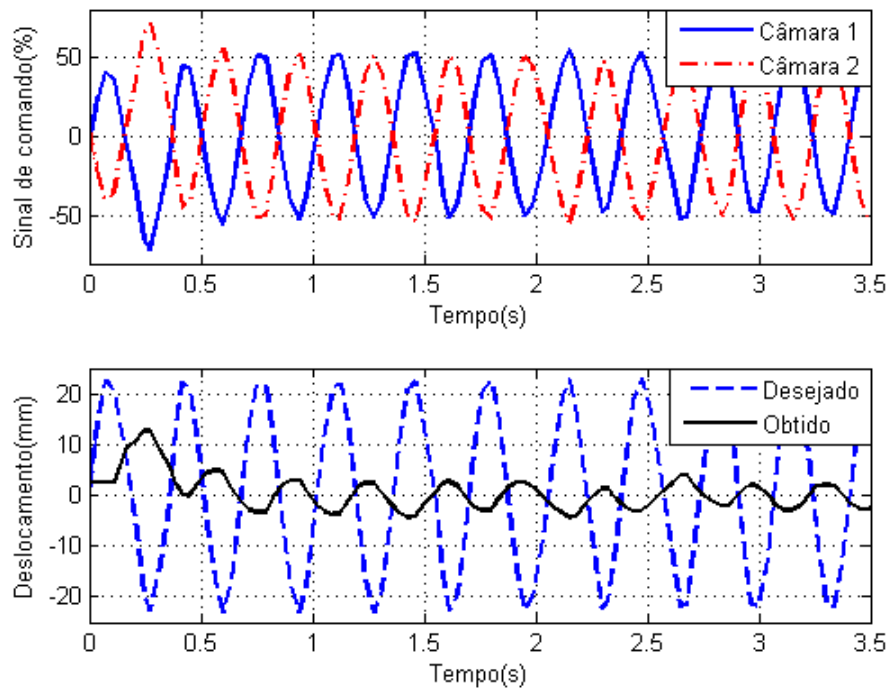 Sinal de comando(%)
50
0
-50
Câmara 1
Câmara 2
0 0.5 1 1.5 2 2.5 3 3.5
Tempo(s)
Deslocamento(mm)
20
10
0
-10
-20
Desejado
Obtido
0 0.5 1 1.5 2 2.5 3 3.5
Tempo(s)